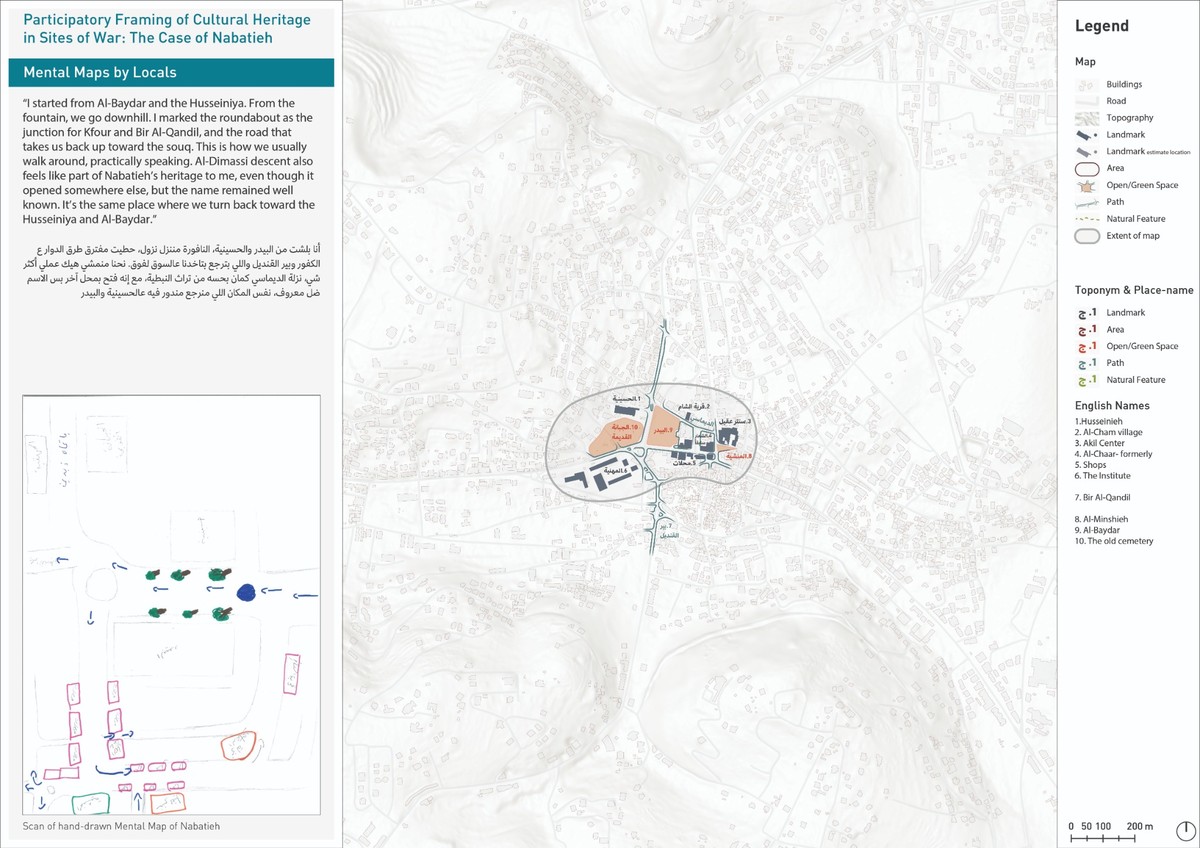 Participatory Framing of Cultural Heritage
in Sites of War: The Case of Nabatieh
Mental Maps by Locals
“I started from Al-Baydar and the Husseiniya. From the
fountain, we go downhill. I marked the roundabout as the
junction for Kfour and Bir Al-Qandil, and the road that
takes us back up toward the souq. This is how we usually
walk around, practically speaking. Al-Dimassi descent also
feels like part of Nabatieh’s heritage to me, even though it
opened somewhere else, but the name remained well
known. It’s the same place where we turn back toward the
Husseiniya and Al-Baydar.”
أنا بلشت من البيدر والحسينية، النافورة مننزل نزول، حطيت مفترق طرق الدوار ع
الكفور وبير القنديل واللي بترجع بتاخدنا عالسوق لفوق. نحنا منمشي هيك عملي أكتر
شي، نزلة الديماسي كمان بحسه من تراث النبطية، مع إنه فتح بمحل آخر بس الاسم
ضل معروف، نفس المكان اللي منرجع مندور فيه عالحسينية والبيدر
Scan of hand-drawn Mental Map of Nabatieh
1.الحسينية
2.قرية الشام
3.سنتر عقيل
9.البيدر
10.الجبانة
القديمة
8.المنشية
5.محلات
6.المهنية
7.بير
القنديل
Legend
Map
Buildings
Road
Topography
Landmark
Landmark estimate location
Area
Open/Green Space
Path
Natural Feature
Extent of map
Toponym & Place-name
1.ج Landmark
1.ج Area
1.ج Open/Green Space
1.ج Path
1.ج Natural Feature
English Names
1.Husseinieh
2. Al-Cham village
3. Akil Center
4. Al-Chaar- formerly
5. Shops
6. The Institute
7. Bir Al-Qandil
8. Al-Minshieh
9. Al-Baydar
10. The old cemetery
0 50 100 200 m